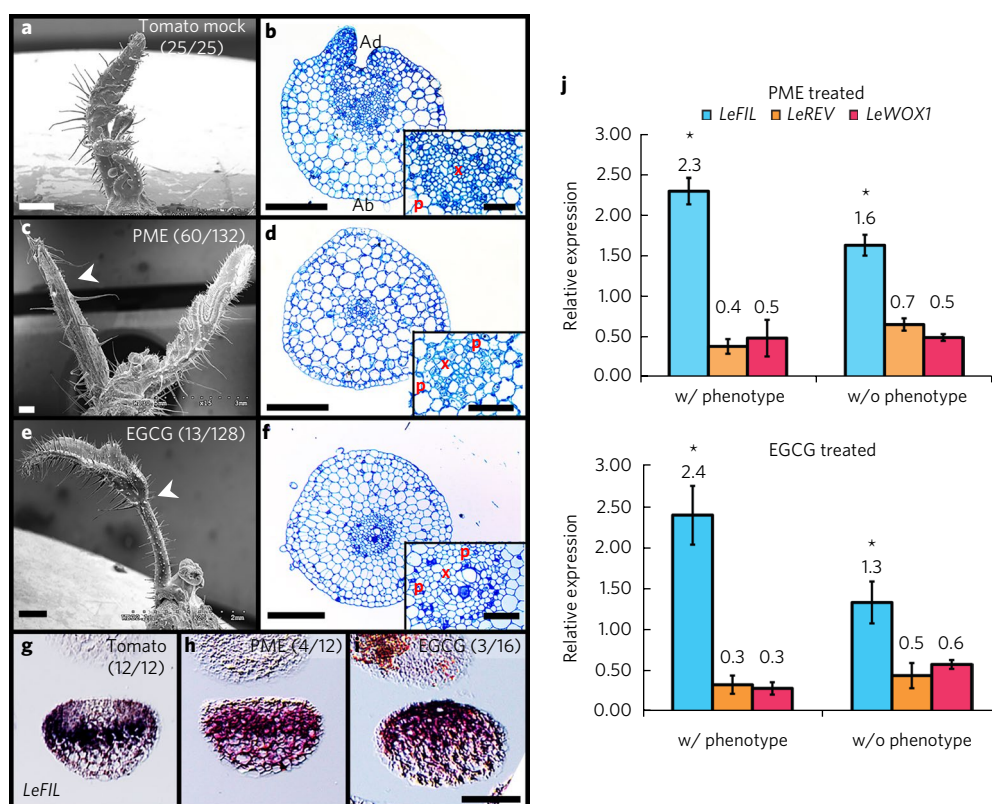 a
Tomato mock
(25/25)
b
Ad
x
p
Ab
c
PME (60/132)
x15 3mm
d
p
x
p
e
EGCG (13/128)
2mm
f
p
x
p
g
Tomato
(12/12)
LeFIL
h
PME (4/12)
i
EGCG (3/16)
j
PME treated
LeFIL LeREV LeWOX1
Relative expression
3.00
2.50
2.00
1.50
1.00
0.50
0.00
*
2.3
0.4
0.5
*
1.6
0.7
0.5
w/ phenotype
w/o phenotype
EGCG treated
Relative expression
3.00
2.50
2.00
1.50
1.00
0.50
0.00
*
2.4
0.3
0.3
*
1.3
0.5
0.6
w/ phenotype
w/o phenotype